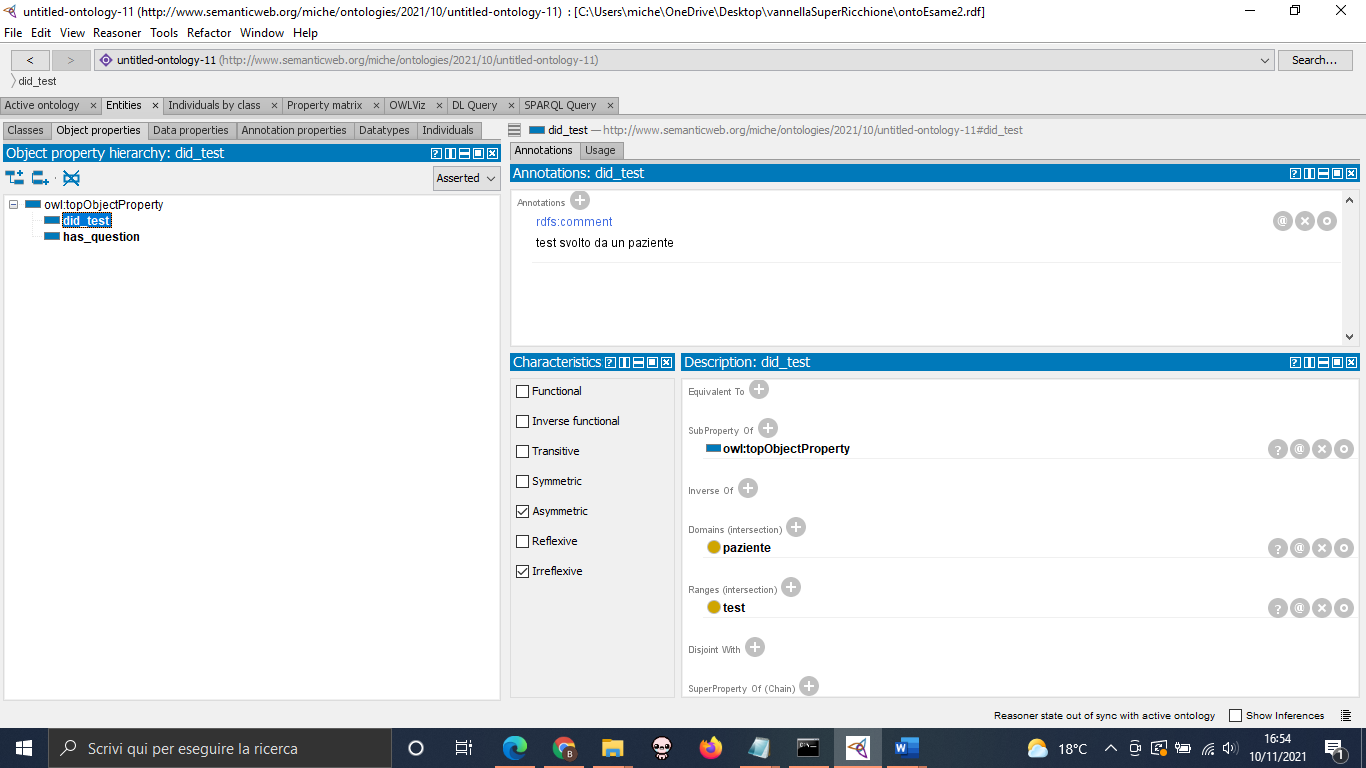 untitled-ontology-11 (http://www.semanticweb.org/miche/ontologies/2021/10/untitled-ontology-11) : [C:\Users\miche\OneDrive\Desktop\vannellaSuperRicchione\ontoEsame2.rdf]
File Edit View Reasoner Tools Refactor Window Help
< > untitled-ontology-11 (http://www.semanticweb.org/miche/ontologies/2021/10/untitled-ontology-11) Search...
did_test
Active ontology × Entities × Individuals by class × Property matrix × OWLViz × DL Query × SPARQL Query ×
Classes Object properties Data properties Annotation properties Datatypes Individuals
Object property hierarchy: did_test
Asserted
owl:topObjectProperty
did_test
has_question
did_test — http://www.semanticweb.org/miche/ontologies/2021/10/untitled-ontology-11#did_test
Annotations Usage
Annotations: did_test
Annotations
rdfs:comment
test svolto da un paziente
Characteristics
Functional
Inverse functional
Transitive
Symmetric
Asymmetric
Reflexive
Irreflexive
Description: did_test
Equivalent To
SubProperty Of
owl:topObjectProperty
Inverse Of
Domains (intersection)
paziente
Ranges (intersection)
test
Disjoint With
SuperProperty Of (Chain)
Reasoner state out of sync with active ontology Show Inferences
Scrivi qui per eseguire la ricerca
18°C
16:54
10/11/2021
1